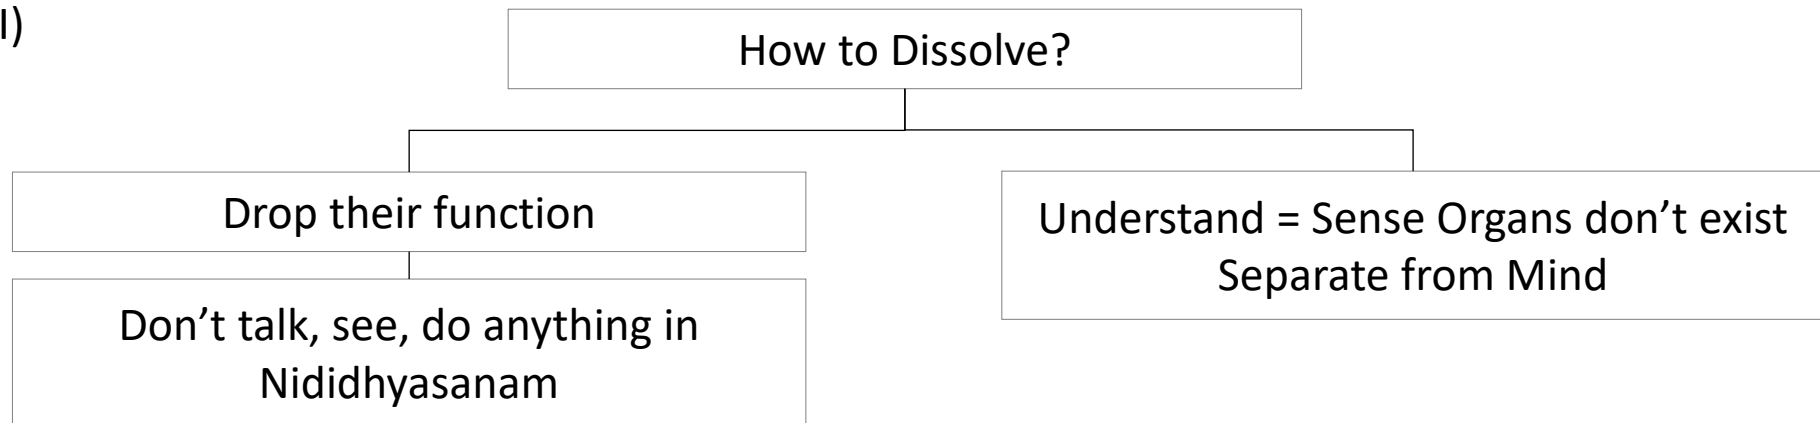 I)
How to Dissolve?
Drop their function
Don’t talk, see, do anything in
Nididhyasanam
Understand = Sense Organs don’t exist
Separate from Mind